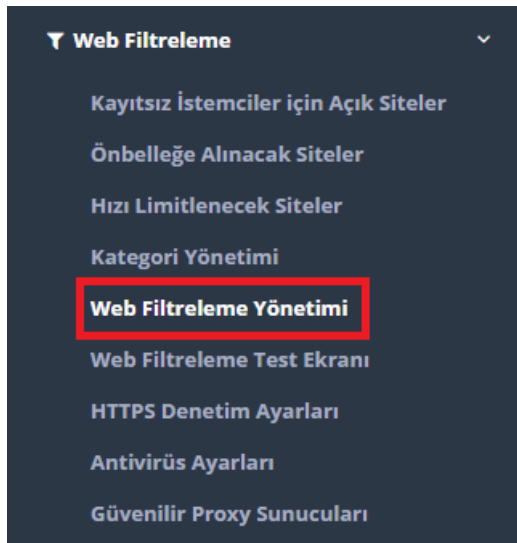 Web Filtreleme
Kayıtsız İstemciler için Açık Siteler
Önbelleğe Alınacak Siteler
Hızı Limitlenecek Siteler
Kategori Yönetimi
Web Filtreleme Yönetimi
Web Filtreleme Test Ekranı
HTTPS Denetim Ayarları
Antivirüs Ayarları
Güvenilir Proxy Sunucuları